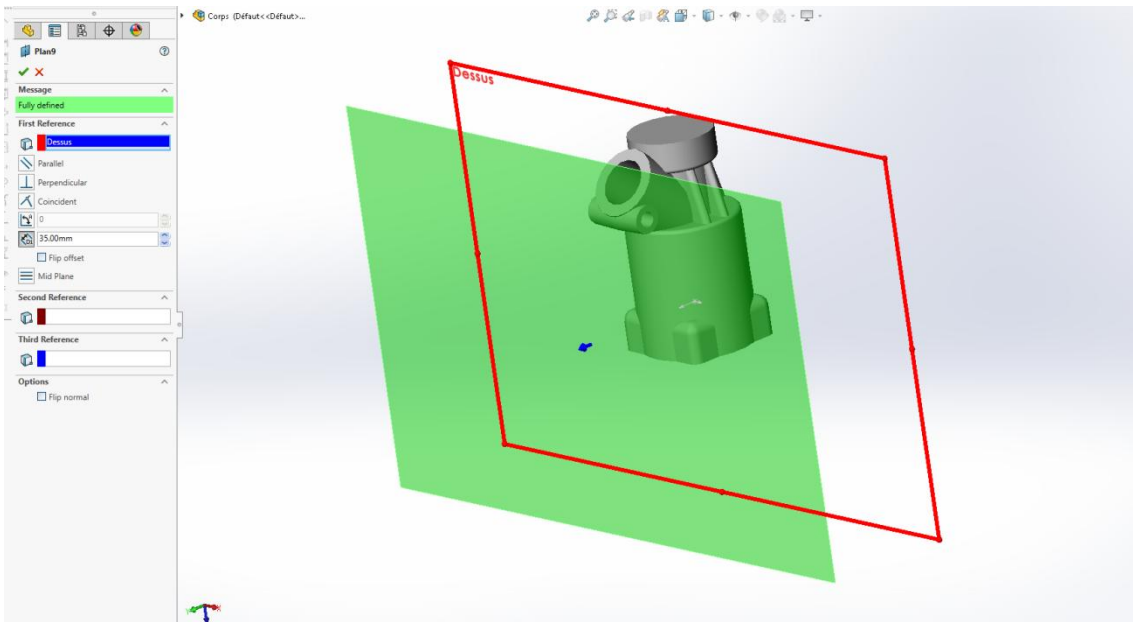 Corps (Défaut<<Défaut>...
Plan9
Message
Fully defined
First Reference
Dessus
Parallel
Perpendicular
Coincident
0
35.00mm
Flip offset
Mid Plane
Second Reference
Third Reference
Options
Flip normal
Dessus